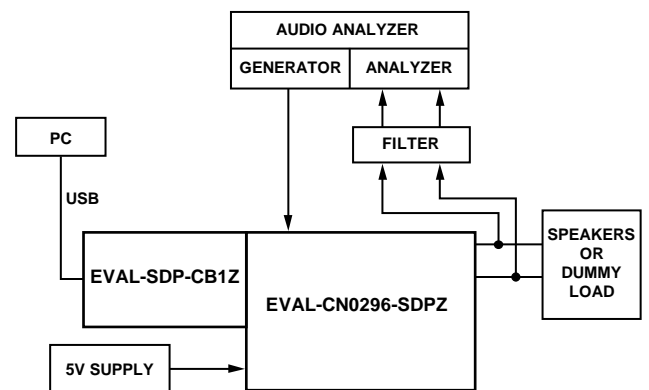 AUDIO ANALYZER
GENERATOR
ANALYZER
PC
FILTER
USB
SPEAKERS
OR
DUMMY
LOAD
EVAL-SDP-CB1Z
EVAL-CN0296-SDPZ
5V SUPPLY